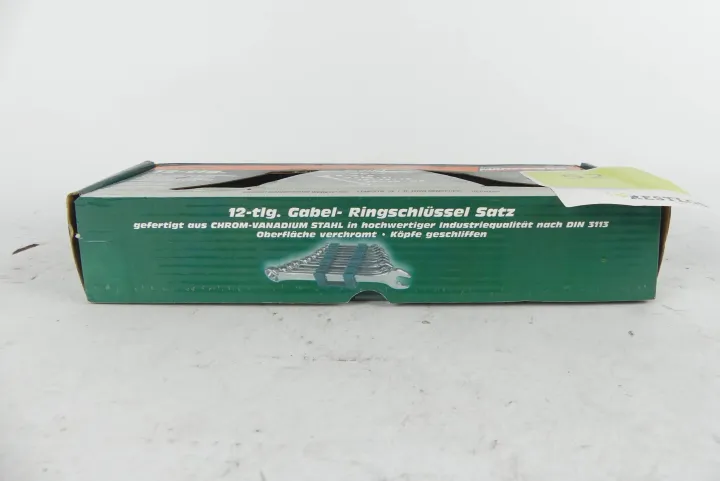 12-tlg. Gabel- Ringschlüssel Satz
gefertigt aus CHROM-VANADIUM STAHL in hochwertiger Industriequalität nach DIN 3113
Oberfläche verchromt • Köpfe geschliffen